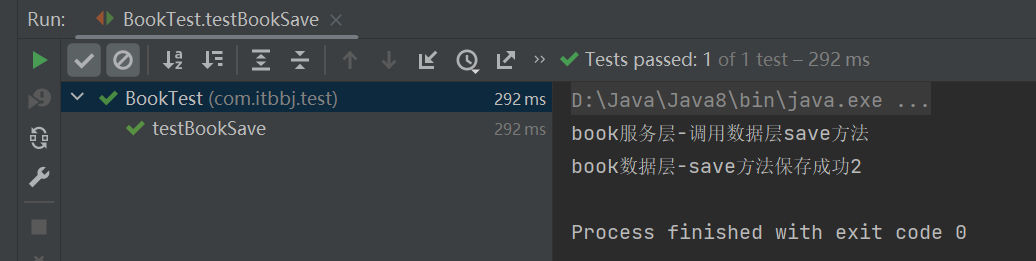 Run: BookTest.testBookSave
Tests passed: 1 of 1 test – 292 ms
BookTest (com.itbbj.test) 292 ms
testBookSave 292 ms
D:\Java\Java8\bin\java.exe ...
book服务层-调用数据层save方法
book数据层-save方法保存成功2
Process finished with exit code 0